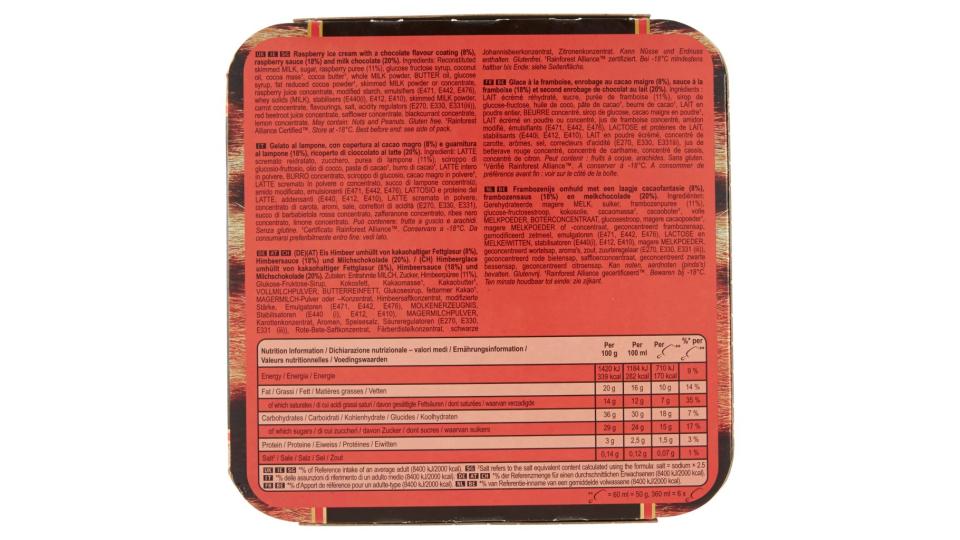 UK IE SG Raspberry ice cream with a chocolate flavour coating (8%),
raspberry sauce (18%) and milk chocolate (20%). Ingredients: Reconstituted
skimmed MILK, sugar, raspberry puree (11%), glucose fructose syrup, coconut
oil, cocoa mass¹, cocoa butter¹, whole MILK powder, BUTTER oil, glucose
syrup, fat reduced cocoa powder¹, skimmed MILK powder or concentrate,
raspberry juice concentrate, modified starch, emulsifiers (E471, E442, E476),
whey solids (MILK), stabilisers (E440(i), E412, E410), skimmed MILK powder,
carrot concentrate, flavourings, salt, acidity regulators (E270, E330, E331(iii)),
red beetroot juice concentrate, safflower concentrate, blackcurrant concentrate,
lemon concentrate. May contain: Nuts and Peanuts. Gluten free. ¹Rainforest
Alliance Certified™. Store at -18°C. Best before end: see side of pack.
IT Gelato al lampone, con copertura al cacao magro (8%) e guarnitura
al lampone (18%), ricoperto di cioccolato al latte (20%). Ingredienti: LATTE
scremato reidratato, zucchero, purea di lampone (11%), sciroppo di
glucosio-fruttosio, olio di cocco, pasta di cacao¹, burro di cacao¹, LATTE intero
in polvere, BURRO concentrato, sciroppo di glucosio, cacao magro in polvere¹,
LATTE scremato in polvere o concentrato, succo di lampone concentrato,
amido modificato, emulsionanti (E471, E442, E476), LATTOSIO e proteine del
LATTE, addensanti (E440, E412, E410), LATTE scremato in polvere,
concentrato di carota, aromi, sale, correttori di acidità (E270, E330, E331),
succo di barbabietola rossa concentrato, zafferanone concentrato, ribes nero
concentrato, limone concentrato. Può contenere: frutta a guscio e arachidi.
Senza glutine. ¹Certificato Rainforest Alliance™. Conservare a -18°C. Da
consumarsi preferibilmente entro fine: vedi lato.
DE AT CH (DE)(AT) Eis Himbeer umhüllt von kakaohaltiger Fettglasur (8%),
Himbeersauce (18%) und Milchschokolade (20%). / (CH) Himbeerglace
umhüllt von kakaohaltiger Fettglasur (8%), Himbeersauce (18%) und
Milchschokolade (20%). Zutaten: Entrahmte MILCH, Zucker, Himbeerpüree (11%),
Glukose-Fruktose-Sirup, Kokosfett, Kakaomasse¹, Kakaobutter¹,
VOLLMILCHPULVER, BUTTERREINFETT, Glukosesirup, fettarmer Kakao¹,
MAGERMILCH-Pulver oder –Konzentrat, Himbeersaftkonzentrat, modifizierte
Stärke, Emulgatoren (E471, E442, E476), MOLKENERZEUGNIS,
Stabilisatoren (E440 (i), E412, E410), MAGERMILCHPULVER,
Karottenkonzentrat, Aromen, Speisesalz, Säureregulatoren (E270, E330,
E331 (iii)), Rote-Bete-Saftkonzentrat, Färberdistelkonzentrat, schwarze
Johannisbeerkonzentrat, Zitronenkonzentrat. Kann Nüsse und Erdnuss
enthalten. Glutenfrei. ¹Rainforest Alliance™ zertifiziert. Bei -18°C mindestens
haltbar bis Ende: siehe Seitenfläche.
FR BE Glace à la framboise, enrobage au cacao maigre (8%), sauce à la
framboise (18%) et second enrobage de chocolat au lait (20%). Ingrédients :
LAIT écrémé réhydraté, sucre, purée de framboise (11%), sirop de
glucose-fructose, huile de coco, pâte de cacao¹, beurre de cacao¹, LAIT en
poudre entier, BEURRE concentré, sirop de glucose, cacao maigre en poudre¹,
LAIT écrémé en poudre ou concentré, jus de framboise concentré, amidon
modifié, émulsifiants (E471, E442, E476), LACTOSE et protéines de LAIT,
stabilisants (E440i, E412, E410), LAIT en poudre écrémé, concentré de
carotte, arômes, sel, correcteurs d'acidité (E270, E330, E331iii), jus de
betterave rouge concentré, concentré de carthame, concentré de cassis,
concentré de citron. Peut contenir : fruits à coque, arachides. Sans gluten.
¹Vérifié Rainforest Alliance™. A conserver à -18°C. A consommer de
préférence avant fin : voir sur le côté de la boîte.
NL BE Frambozenijs omhuld met een laagje cacaofantasie (8%),
frambozensaus (18%) en melkchocolade (20%). Ingrediënten:
Gerehydrateerde magere MELK, suiker, frambozenpuree (11%),
glucose-fructosestroop, kokosolie, cacaomassa¹, cacaoboter¹, volle
MELKPOEDER, BOTERCONCENTRAAT, glucosestroop, magere cacaopoeder¹,
magere MELKPOEDER of -concentraat, geconcentreerd frambozensap,
gemodificeerd zetmeel, emulgatoren (E471, E442, E476), LACTOSE en
MELKEIWITTEN, stabilisatoren (E440(i), E412, E410), magere MELKPOEDER,
geconcentreerd wortelsap, aroma's, zout, zuurteregelaar (E270, E330, E331 (iii)),
geconcentreerd rode bietensap, saffloerconcentraat, geconcentreerd zwarte
bessensap, geconcentreerd citroensap. Kan noten, aardnoten (pinda's)
bevatten. Glutenvrij. ¹Rainforest Alliance gecertificeerd™. Bewaren bij -18°C.
Ten minste houdbaar tot einde: zie zijkant.
Nutrition Information / Dichiarazione nutrizionale – valori medi / Ernährungsinformation /
Valeurs nutritionnelles / Voedingswaarden
Per 100 g Per 100 ml Per ** %* per **
Energy / Energia / Energie 1420 kJ 339 kcal 1184 kJ 282 kcal 710 kJ 170 kcal 9 %
Fat / Grassi / Fett / Matières grasses / Vetten 20 g 16 g 10 g 14 %
of which saturates / di cui acidi grassi saturi / davon gesättigte Fettsäuren / dont saturées / waarvan verzadigde 14 g 12 g 7 g 35 %
Carbohydrates / Carboidrati / Kohlenhydrate / Glucides / Koolhydraten 36 g 30 g 18 g 7 %
of which sugars / di cui zuccheri / davon Zucker / dont sucres / waarvan suikers 29 g 24 g 15 g 17 %
Protein / Proteine / Eiweiss / Protéines / Eiwitten 3 g 2,5 g 1,5 g 3 %
Salt² / Sale / Salz / Sel / Zout 0,14 g 0,12 g 0,07 g 1 %
UK IE SG *% of Reference intake of an average adult (8400 kJ/2000 kcal). SG ²Salt refers to the salt equivalent content calculated using the formula: salt = sodium × 2.5
IT *% delle assunzioni di riferimento di un adulto medio (8400 kJ/2000 kcal). DE AT CH *% der Referenzmenge für einen durchschnittlichen Erwachsenen (8400 kJ/2000 kcal).
FR BE *% d'Apport de référence pour un adulte-type (8400 kJ/2000 kcal). NL BE *% van Referentie-inname van een gemiddelde volwassene (8400 kJ/2000 kcal).
** = 60 ml = 50 g, 360 ml = 6 x